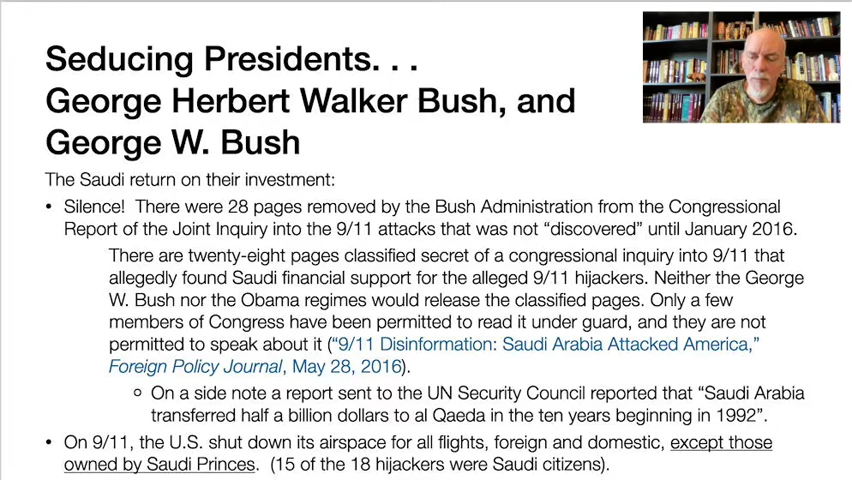 Seducing Presidents. . .
George Herbert Walker Bush, and
George W. Bush
The Saudi return on their investment:
• Silence!  There were 28 pages removed by the Bush Administration from the Congressional
Report of the Joint Inquiry into the 9/11 attacks that was not “discovered” until January 2016.
There are twenty-eight pages classified secret of a congressional inquiry into 9/11 that
allegedly found Saudi financial support for the alleged 9/11 hijackers. Neither the George
W. Bush nor the Obama regimes would release the classified pages. Only a few
members of Congress have been permitted to read it under guard, and they are not
permitted to speak about it (“9/11 Disinformation: Saudi Arabia Attacked America,”
Foreign Policy Journal, May 28, 2016).
○ On a side note a report sent to the UN Security Council reported that “Saudi Arabia
transferred half a billion dollars to al Qaeda in the ten years beginning in 1992”.
• On 9/11, the U.S. shut down its airspace for all flights, foreign and domestic, except those
owned by Saudi Princes.  (15 of the 18 hijackers were Saudi citizens).